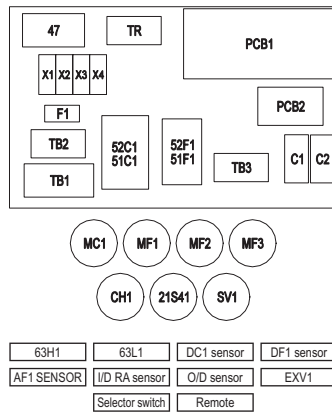 47
TR
PCB1
X1 X2 X3 X4
PCB2
F1
52C1
51C1
52F1
51F1
TB2
C1
C2
TB3
TB1
MC1
MF1
MF2
MF3
CH1
21S41
SV1
63H1
63L1
DC1 sensor
DF1 sensor
AF1 SENSOR
I/D RA sensor
O/D sensor
EXV1
Selector switch
Remote